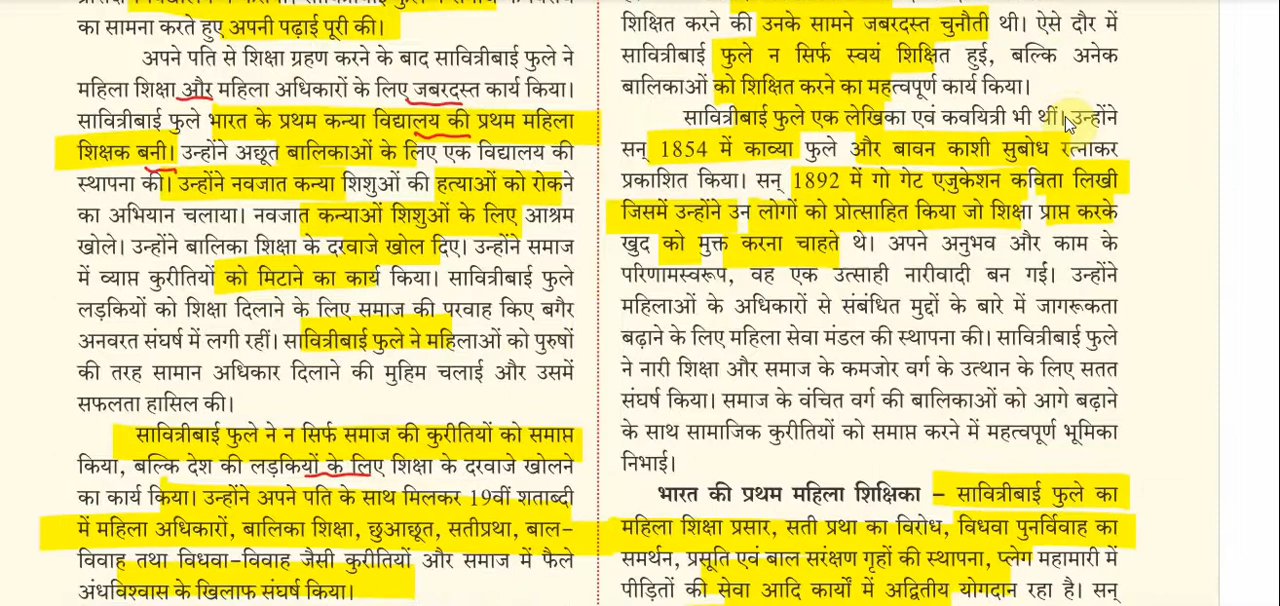 का सामना करते हुए अपनी पढ़ाई पूरी की।
अपने पति से शिक्षा ग्रहण करने के बाद सावित्रीबाई फुले ने
महिला शिक्षा और महिला अधिकारों के लिए जबरदस्त कार्य किया।
सावित्रीबाई फुले भारत के प्रथम कन्या विद्यालय की प्रथम महिला
शिक्षक बनी। उन्होंने अछूत बालिकाओं के लिए एक विद्यालय की
स्थापना की। उन्होंने नवजात कन्या शिशुओं की हत्याओं को रोकने
का अभियान चलाया। नवजात कन्याओं शिशुओं के लिए आश्रम
खोले। उन्होंने बालिका शिक्षा के दरवाजे खोल दिए। उन्होंने समाज
में व्याप्त कुरीतियों को मिटाने का कार्य किया। सावित्रीबाई फुले
लड़कियों को शिक्षा दिलाने के लिए समाज की परवाह किए बगैर
अनवरत संघर्ष में लगी रहीं। सावित्रीबाई फुले ने महिलाओं को पुरुषों
की तरह सामान अधिकार दिलाने की मुहिम चलाई और उसमें
सफलता हासिल की।
सावित्रीबाई फुले ने न सिर्फ समाज की कुरीतियों को समाप्त
किया, बल्कि देश की लड़कियों के लिए शिक्षा के दरवाजे खोलने
का कार्य किया। उन्होंने अपने पति के साथ मिलकर 19वीं शताब्दी
में महिला अधिकारों, बालिका शिक्षा, छुआछूत, सतीप्रथा, बाल-
विवाह तथा विधवा-विवाह जैसी कुरीतियों और समाज में फैले
अंधविश्वास के खिलाफ संघर्ष किया।
शिक्षित करने की उनके सामने जबरदस्त चुनौती थी। ऐसे दौर में
सावित्रीबाई फुले न सिर्फ स्वयं शिक्षित हुई, बल्कि अनेक
बालिकाओं को शिक्षित करने का महत्वपूर्ण कार्य किया।
सावित्रीबाई फुले एक लेखिका एवं कवयित्री भी थीं। उन्होंने
सन् 1854 में काव्या फुले और बावन काशी सुबोध रत्नाकर
प्रकाशित किया। सन् 1892 में गो गेट एजुकेशन कविता लिखी
जिसमें उन्होंने उन लोगों को प्रोत्साहित किया जो शिक्षा प्राप्त करके
खुद को मुक्त करना चाहते थे। अपने अनुभव और काम के
परिणामस्वरूप, वह एक उत्साही नारीवादी बन गईं। उन्होंने
महिलाओं के अधिकारों से संबंधित मुद्दों के बारे में जागरूकता
बढ़ाने के लिए महिला सेवा मंडल की स्थापना की। सावित्रीबाई फुले
ने नारी शिक्षा और समाज के कमजोर वर्ग के उत्थान के लिए सतत
संघर्ष किया। समाज के वंचित वर्ग की बालिकाओं को आगे बढ़ाने
के साथ सामाजिक कुरीतियों को समाप्त करने में महत्वपूर्ण भूमिका
निभाई।
भारत की प्रथम महिला शिक्षिका – सावित्रीबाई फुले का
महिला शिक्षा प्रसार, सती प्रथा का विरोध, विधवा पुनर्विवाह का
समर्थन, प्रसूति एवं बाल सरंक्षण गृहों की स्थापना, प्लेग महामारी में
पीड़ितों की सेवा आदि कार्यों में अद्वितीय योगदान रहा है। सन्